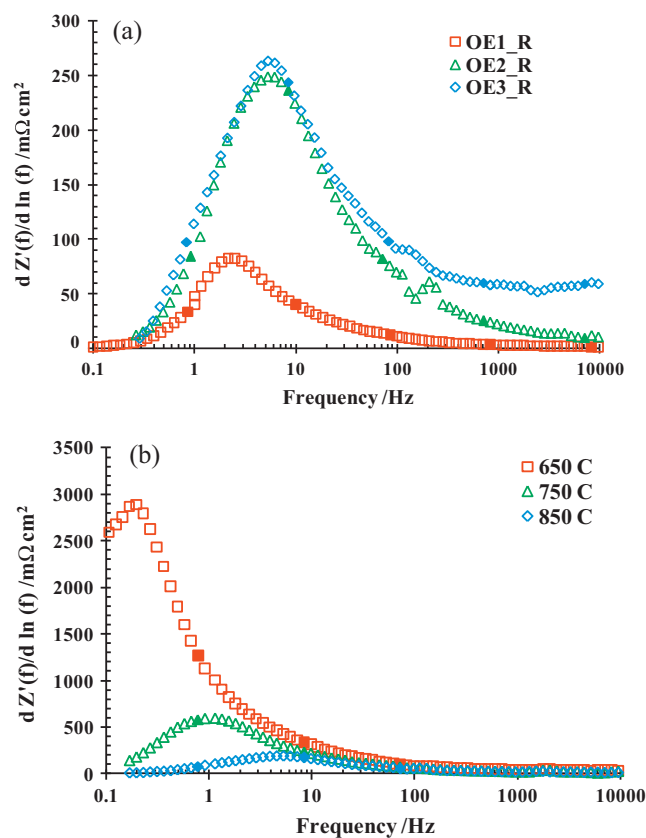 (a)
OE1_R
OE2_R
OE3_R
300
250
200
150
100
50
0
0.1 1 10 100 1000 10000
Frequency /Hz
d Z'(f)/d ln (f) /mΩcm2
(b)
650 C
750 C
850 C
3500
3000
2500
2000
1500
1000
500
0
0.1 1 10 100 1000 10000
Frequency /Hz
d Z'(f)/d ln (f) /mΩcm2